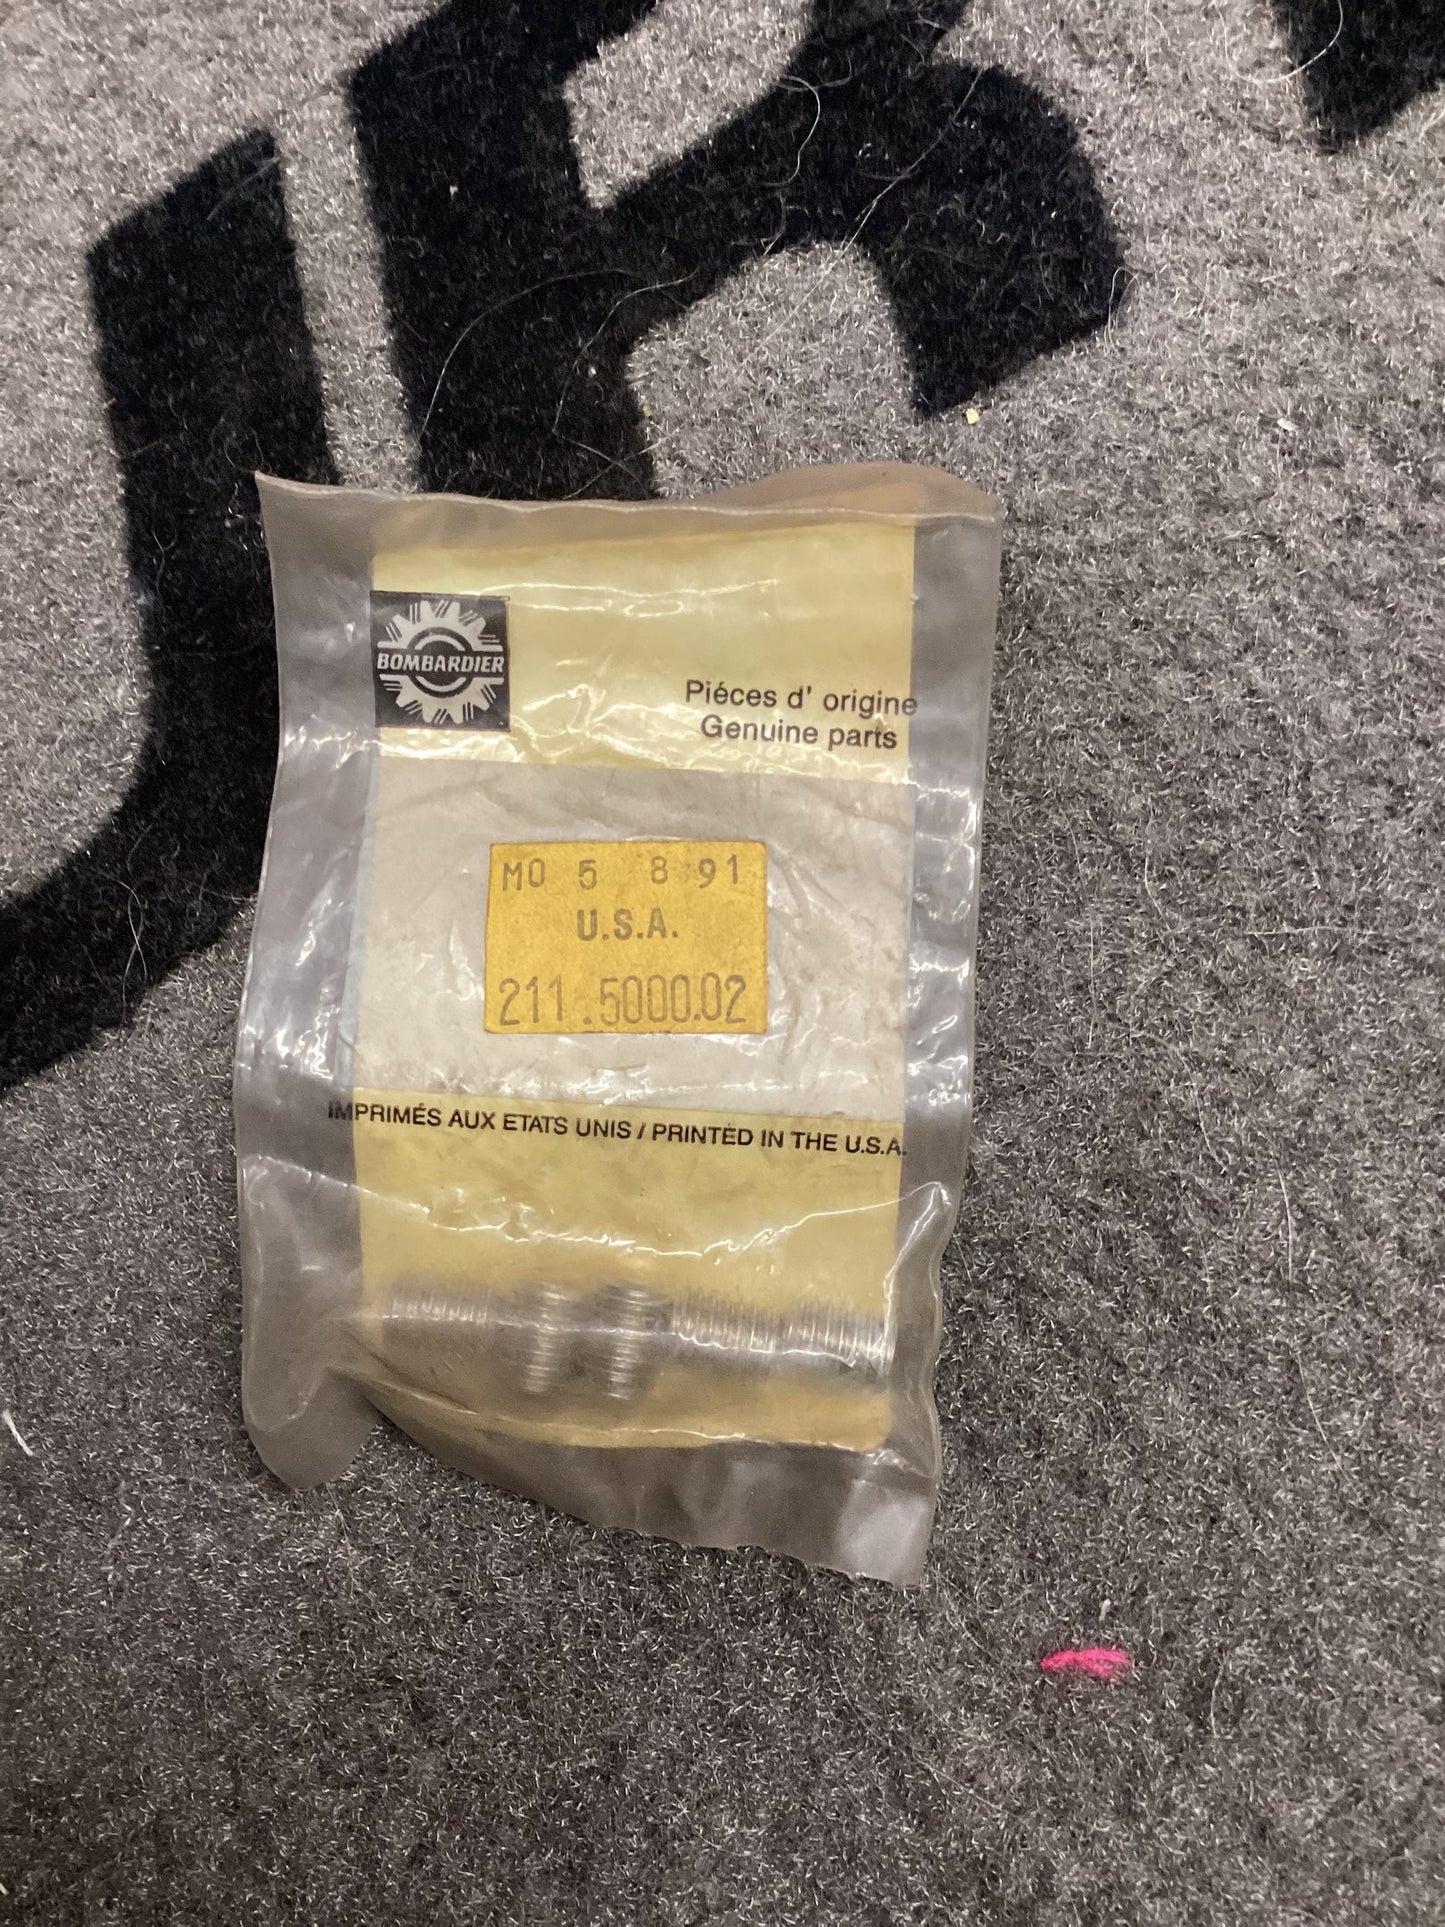 BOMBARDIER
Piéces d' origine
Genuine parts
MO 5 8 91
U.S.A.
211.5000.02
IMPRIMÉS AUX ETATS UNIS / PRINTED IN THE U.S.A.